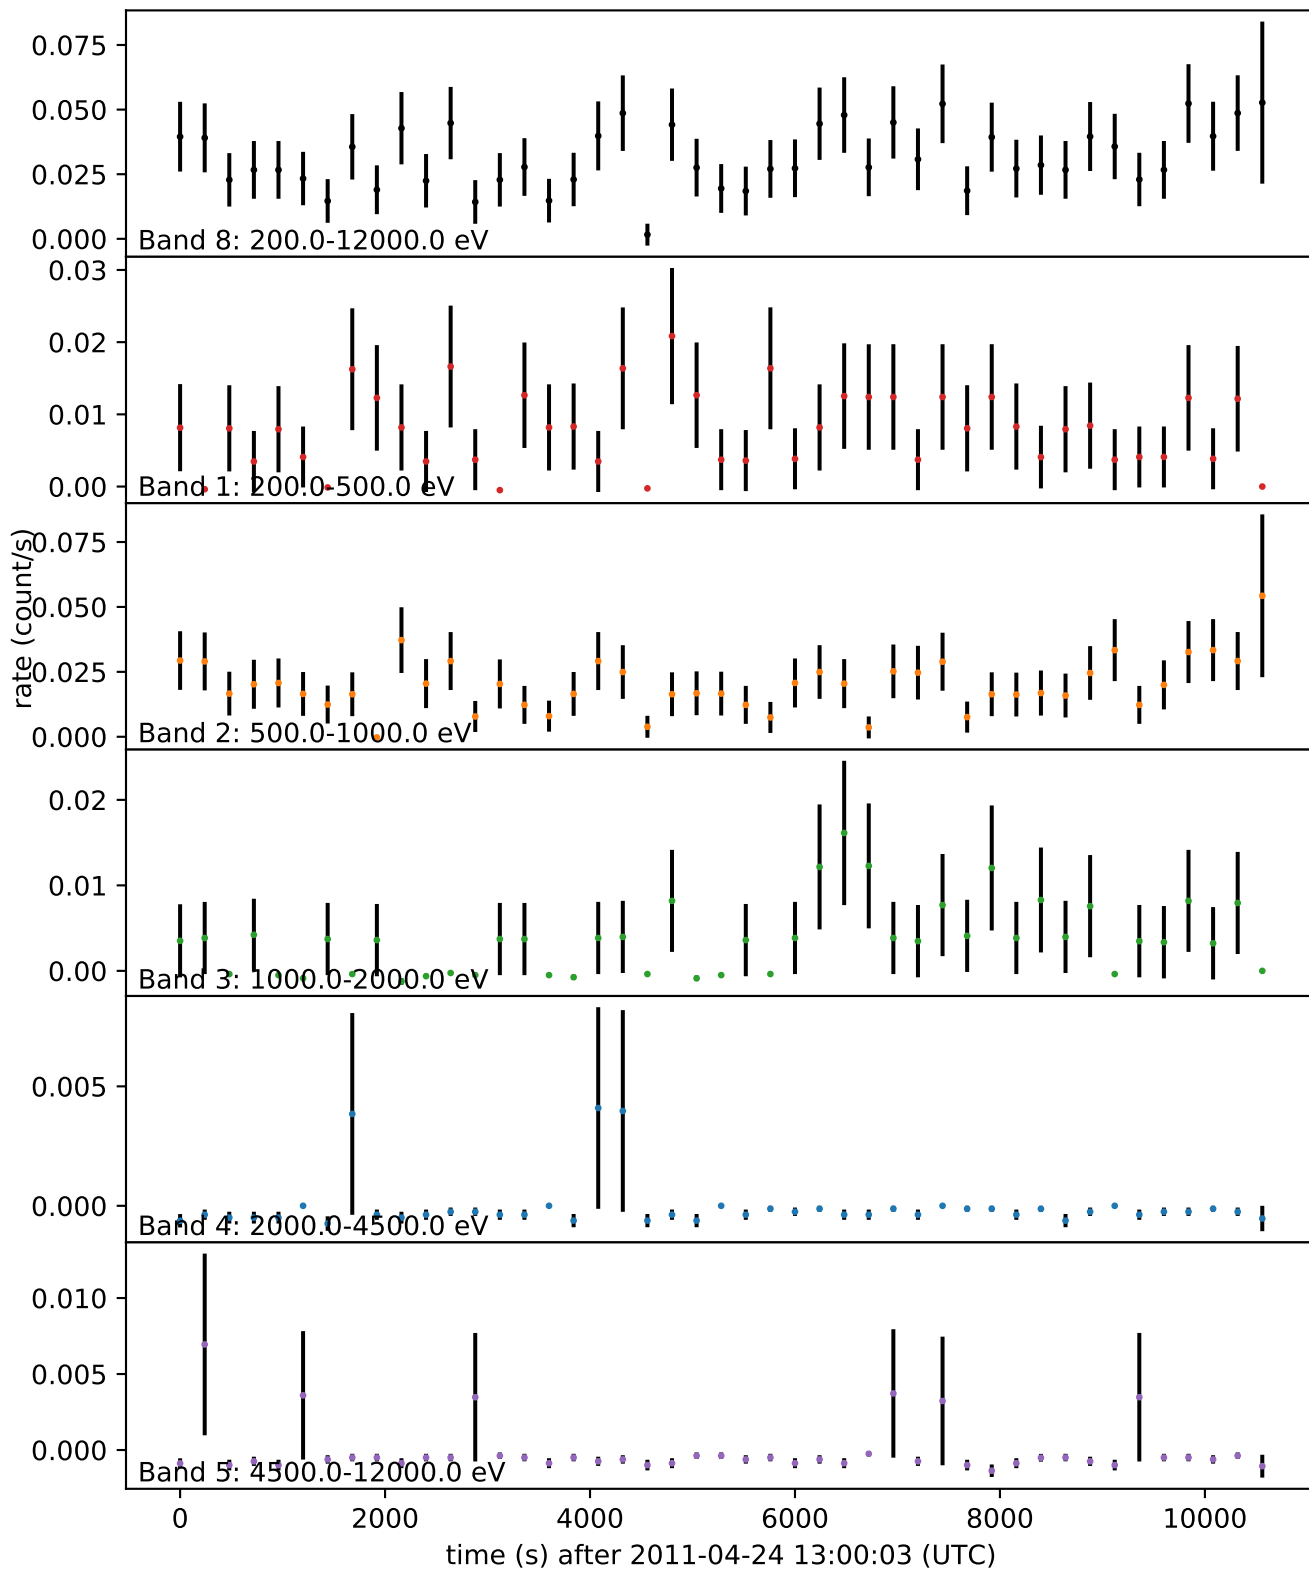 0.075
0.050
0.025
0.000
Band 8: 200.0-12000.0 eV
0.03
0.02
0.01
0.00
Band 1: 200.0-500.0 eV
rate (count/s)
0.075
0.050
0.025
0.000
Band 2: 500.0-1000.0 eV
0.02
0.01
0.00
Band 3: 1000.0-2000.0 eV
0.005
0.000
Band 4: 2000.0-4500.0 eV
0.010
0.005
0.000
Band 5: 4500.0-12000.0 eV
0 2000 4000 6000 8000 10000
time (s) after 2011-04-24 13:00:03 (UTC)